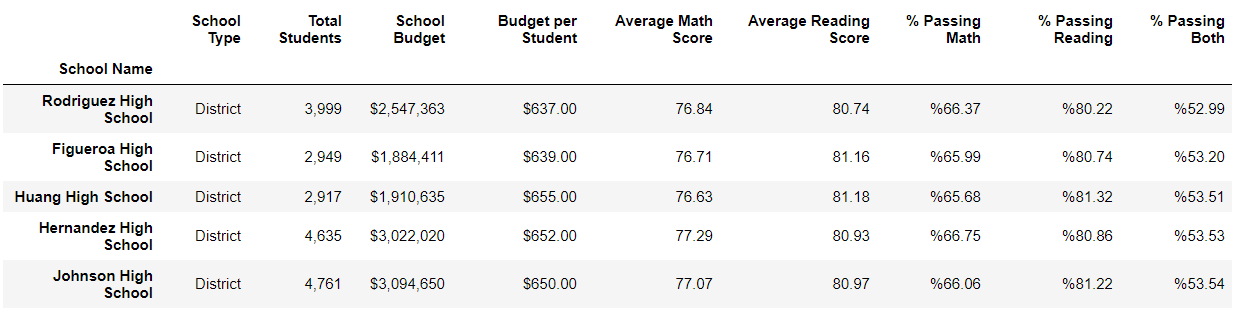 School Type Total Students School Budget Budget per Student Average Math Score Average Reading Score % Passing Math % Passing Reading % Passing Both
School Name
Rodriguez High School District 3,999 $2,547,363 $637.00 76.84 80.74 %66.37 %80.22 %52.99
Figueroa High School District 2,949 $1,884,411 $639.00 76.71 81.16 %65.99 %80.74 %53.20
Huang High School District 2,917 $1,910,635 $655.00 76.63 81.18 %65.68 %81.32 %53.51
Hernandez High School District 4,635 $3,022,020 $652.00 77.29 80.93 %66.75 %80.86 %53.53
Johnson High School District 4,761 $3,094,650 $650.00 77.07 80.97 %66.06 %81.22 %53.54